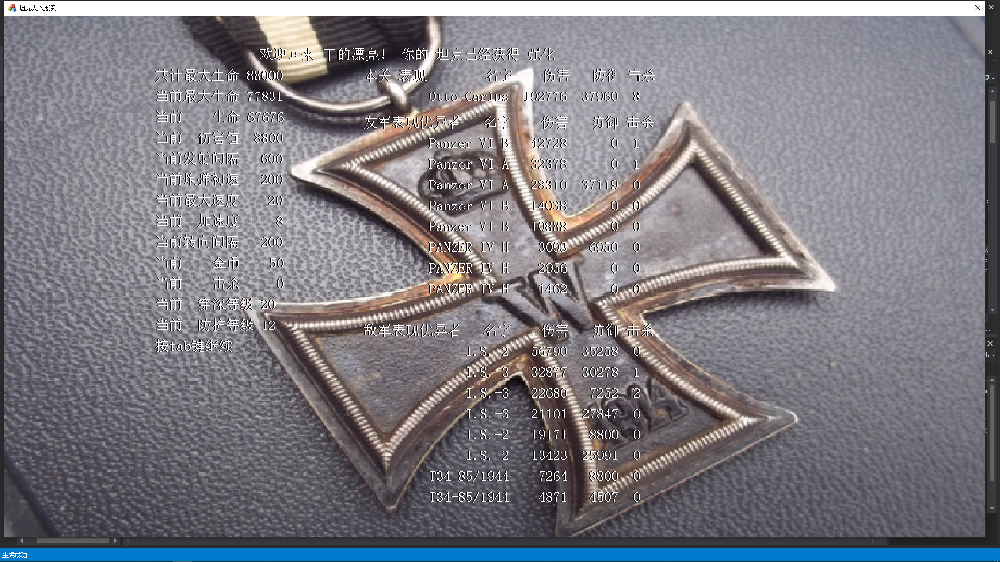 坦克大战系列
欢迎回来 干的漂亮! 你的 坦克已经获得 强化
共计最大生命 88000
当前最大生命 77831
当前 生命 67676
当前 伤害值 8800
当前发射间隔 600
当前炮弹初速 200
当前最大速度 20
当前 加速度 8
当前转向间隔 200
当前 金币 50
当前 击杀 0
当前 穿深等级 20
当前 防护等级 12
按tab键继续
本关 表现 名字 伤害 防御 击杀
Otto Carius 192776 37960 8
友军表现优异者 名字 伤害 防御 击杀
Panzer VI B 42728 0 1
Panzer VI A 32378 0 1
Panzer VI A 28310 37119 0
Panzer VI B 14038 0 0
Panzer VI B 10888 0 0
PANZER IV H 3093 6950 0
PANZER IV H 2956 0 0
PANZER IV H 1462 0 0
敌军表现优异者 名字 伤害 防御 击杀
I.S.-2 56790 35258 0
I.S.-3 32877 30278 1
I.S.-3 22680 7252 2
I.S.-3 21101 27847 0
I.S.-2 19171 8800 0
I.S.-2 13423 25991 0
T34-85/1944 7264 8800 0
T34-85/1944 4871 4507 0
W
1914
生成成功